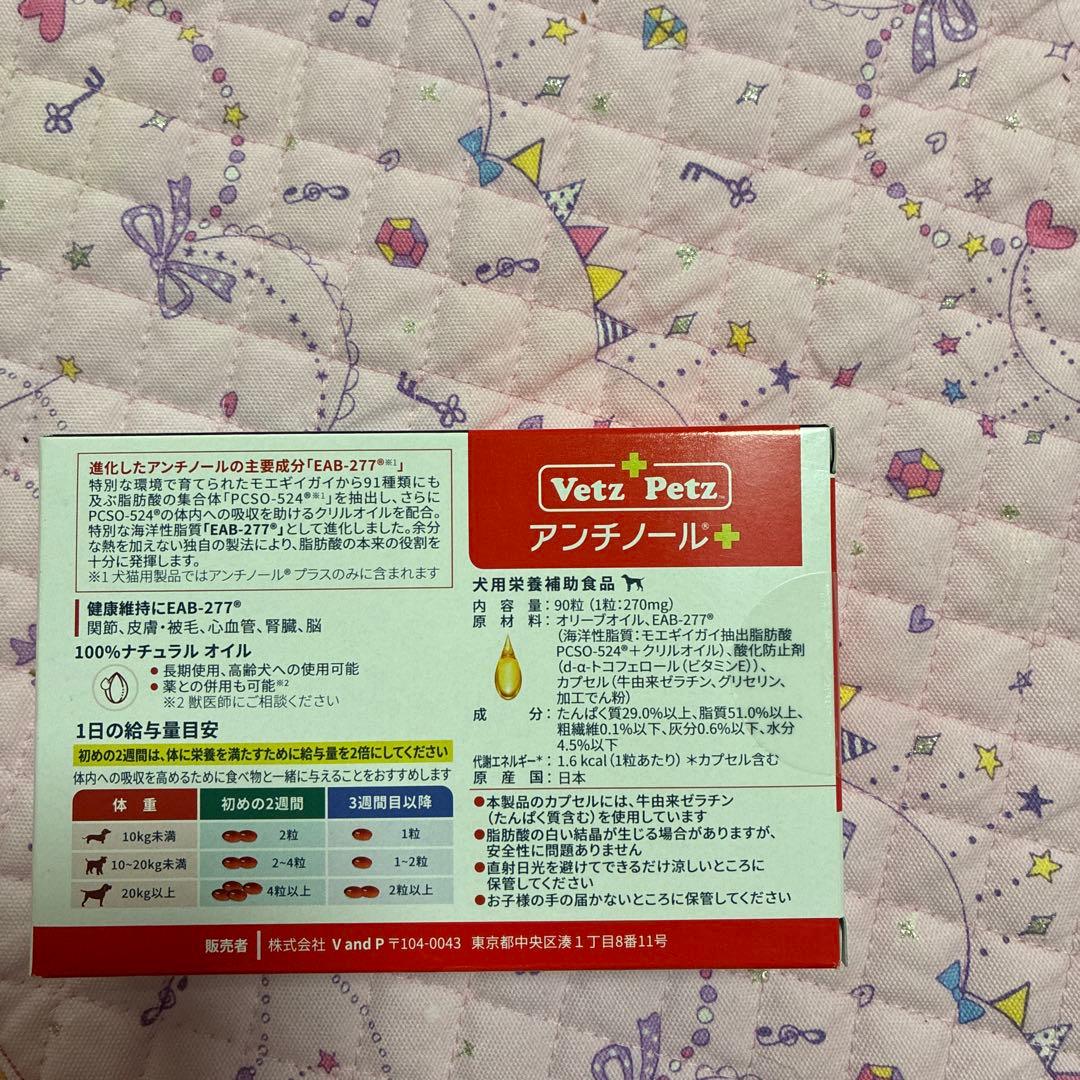 進化したアンチノールの主要成分「EAB-277®※1」
特別な環境で育てられたモエギイガイから91種類にも
及ぶ脂肪酸の集合体「PCSO-524®※1」を抽出し、さらに
PCSO-524®の体内への吸収を助けるクリルオイルを配合。
特別な海洋性脂質「EAB-277®」として進化しました。余分
な熱を加えない独自の製法により、脂肪酸の本来の役割を
十分に発揮します。
※1 犬猫用製品ではアンチノール® プラスのみに含まれます
健康維持にEAB-277®
関節、皮膚・被毛、心血管、腎臓、脳
100%ナチュラル オイル
●長期使用、高齢犬への使用可能
●薬との併用も可能※2
※2 獣医師にご相談ください
1日の給与量目安
初めの2週間は、体に栄養を満たすために給与量を2倍にしてください
体内への吸収を高めるために食べ物と一緒に与えることをおすすめします
体重 初めの2週間 3週間目以降
10kg未満 2粒 1粒
10~20kg未満 2~4粒 1~2粒
20kg以上 4粒以上 2粒以上
Vetz Petz™
アンチノール®
犬用栄養補助食品
内容量：90粒（1粒：270mg）
原材料：オリーブオイル、EAB-277®
（海洋性脂質：モエギイガイ抽出脂肪酸
PCSO-524®＋クリルオイル）、酸化防止剤
（d-α-トコフェロール（ビタミンE））、
カプセル（牛由来ゼラチン、グリセリン、
加工でん粉）
成分：たんぱく質29.0%以上、脂質51.0%以上、
粗繊維0.1%以下、灰分0.6%以下、水分
4.5%以下
代謝エネルギー*：1.6 kcal（1粒あたり）＊カプセル含む
原産国：日本
●本製品のカプセルには、牛由来ゼラチン
（たんぱく質含む）を使用しています
●脂肪酸の白い結晶が生じる場合がありますが、
安全性に問題ありません
●直射日光を避けてできるだけ涼しいところに
保管してください
●お子様の手の届かないところに保管してください
販売者 株式会社 V and P 〒104-0043 東京都中央区湊1丁目8番11号